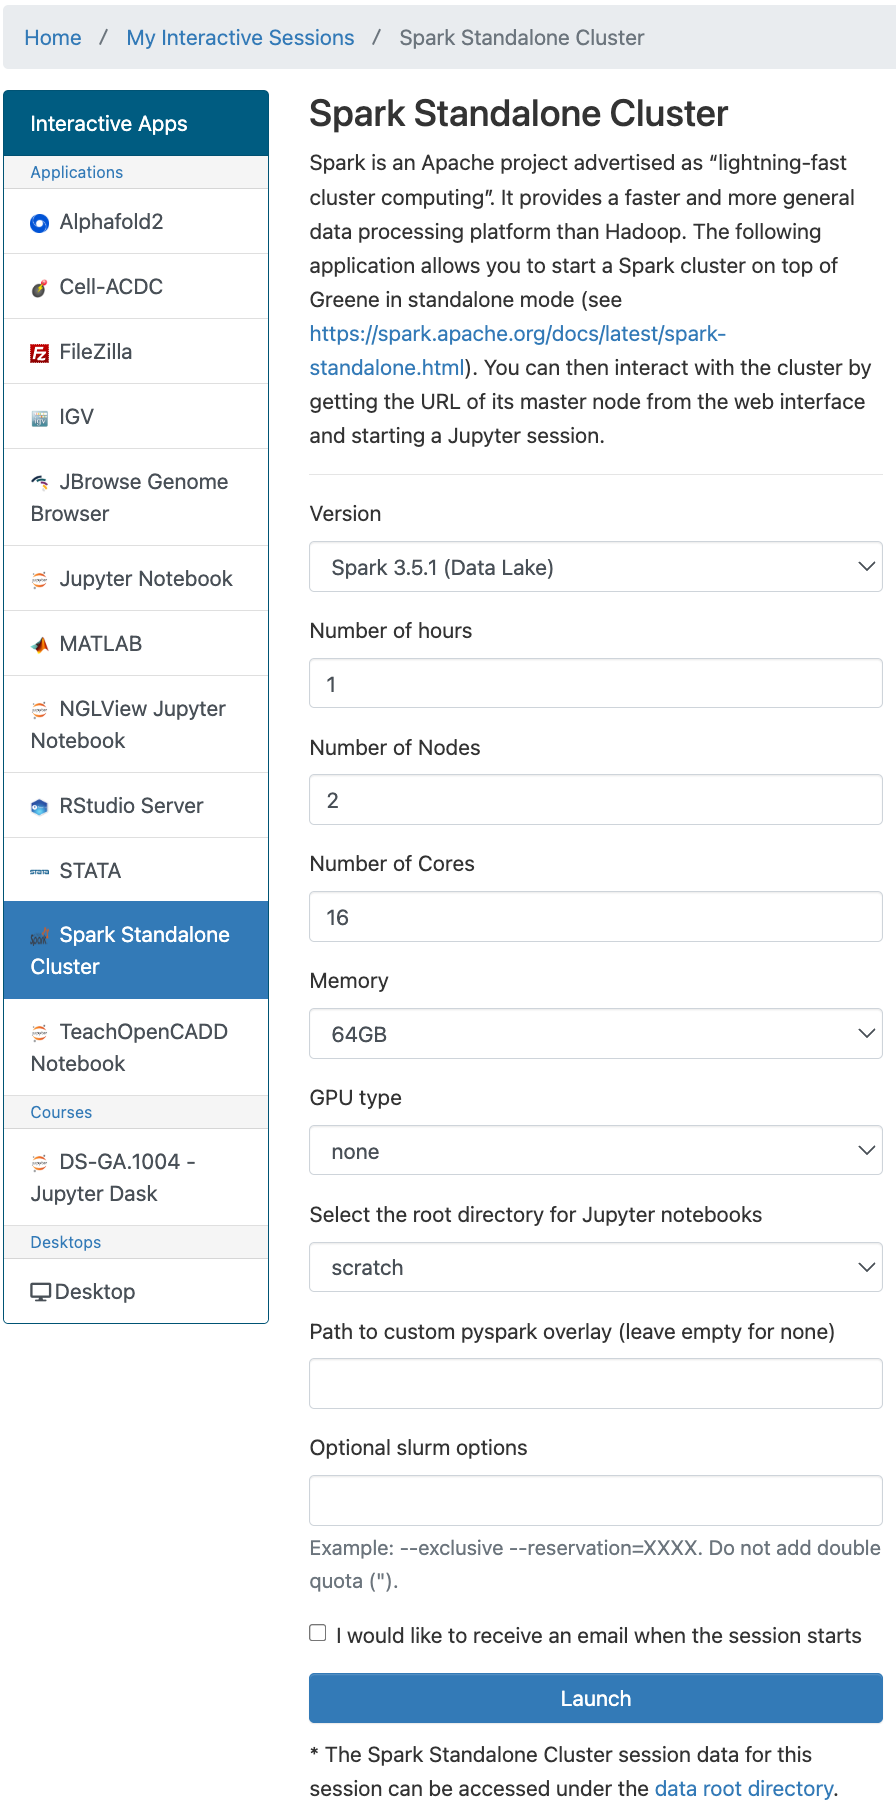 Home / My Interactive Sessions / Spark Standalone Cluster
Interactive Apps
Applications
Alphafold2
Cell-ACDC
FileZilla
IGV
JBrowse Genome
Browser
Jupyter Notebook
MATLAB
NGLView Jupyter
Notebook
RStudio Server
STATA
Spark Standalone
Cluster
TeachOpenCADD
Notebook
Courses
DS-GA.1004 -
Jupyter Dask
Desktops
Desktop
Spark Standalone Cluster
Spark is an Apache project advertised as “lightning-fast
cluster computing”. It provides a faster and more general
data processing platform than Hadoop. The following
application allows you to start a Spark cluster on top of
Greene in standalone mode (see
https://spark.apache.org/docs/latest/spark-
standalone.html). You can then interact with the cluster by
getting the URL of its master node from the web interface
and starting a Jupyter session.
Version
Spark 3.5.1 (Data Lake)
Number of hours
1
Number of Nodes
2
Number of Cores
16
Memory
64GB
GPU type
none
Select the root directory for Jupyter notebooks
scratch
Path to custom pyspark overlay (leave empty for none)
Optional slurm options
Example: --exclusive --reservation=XXXX. Do not add double
quota (").
I would like to receive an email when the session starts
Launch
* The Spark Standalone Cluster session data for this
session can be accessed under the data root directory.